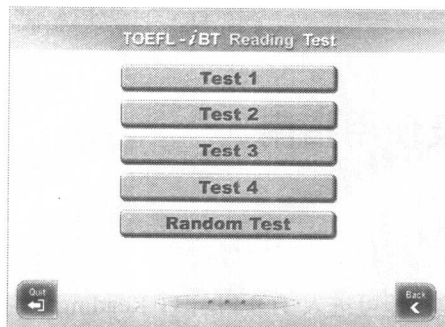 TOEFL - iBT Reading Test
Test 1
Test 2
Test 3
Test 4
Random Test
Quit
Back